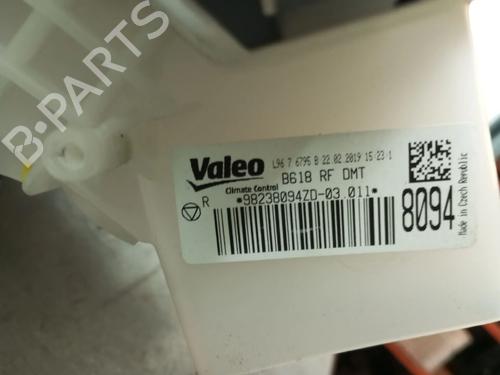 B-PARTS
Valeo
L96 7 6795 B 22.02.2019 15:23 1
B618 RF DMT
Climate Control
R *98238094ZD-03.011*
8094
Made in Czech Republic